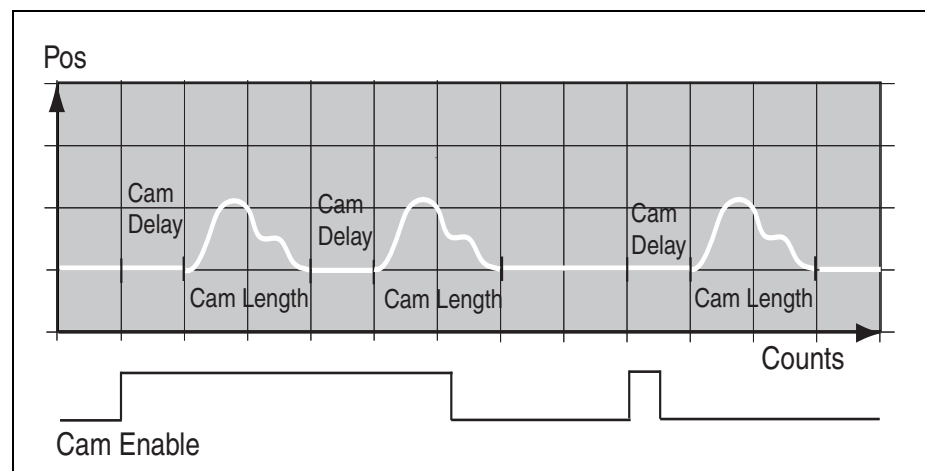 Pos
Cam
Delay
Cam
Delay
Cam
Delay
Cam Length
Cam Length
Cam Length
Counts
Cam Enable